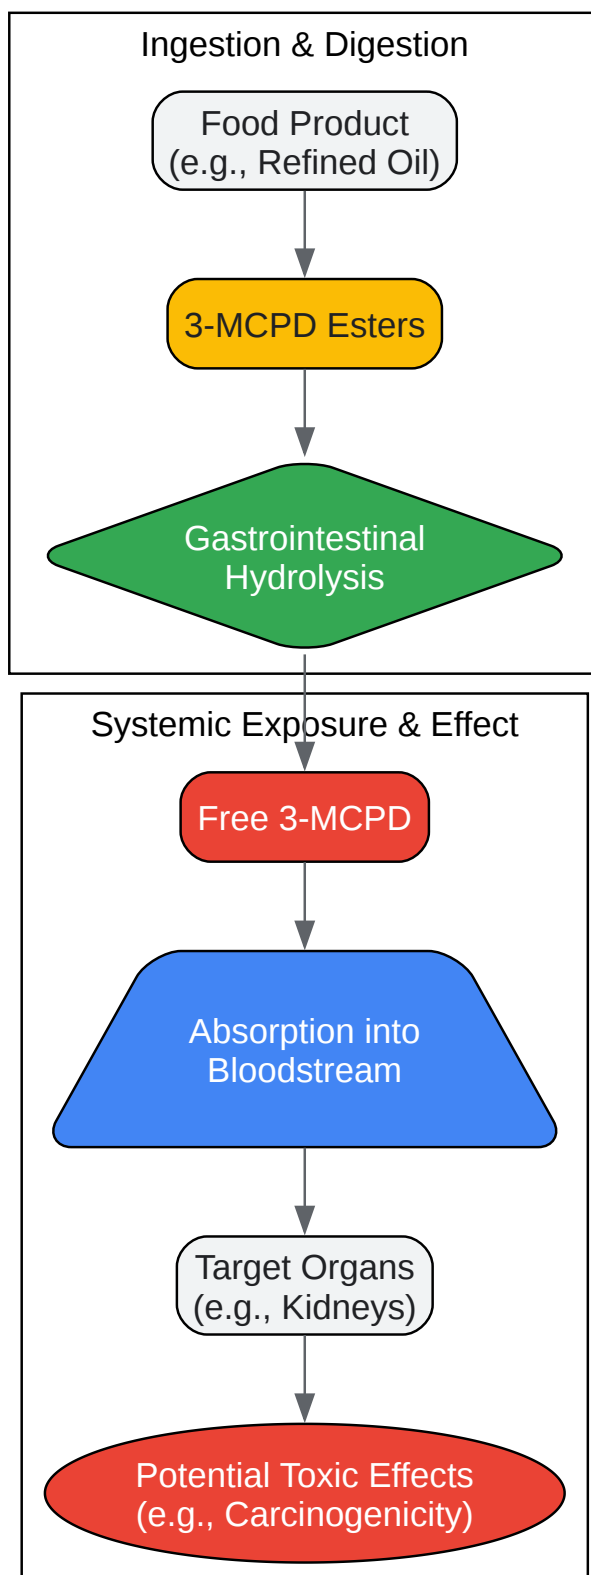 Ingestion & Digestion
Food Product
(e.g., Refined Oil)
3-MCPD Esters
Gastrointestinal
Hydrolysis
Systemic Exposure & Effect
Free 3-MCPD
Absorption into
Bloodstream
Target Organs
(e.g., Kidneys)
Potential Toxic Effects
(e.g., Carcinogenicity)